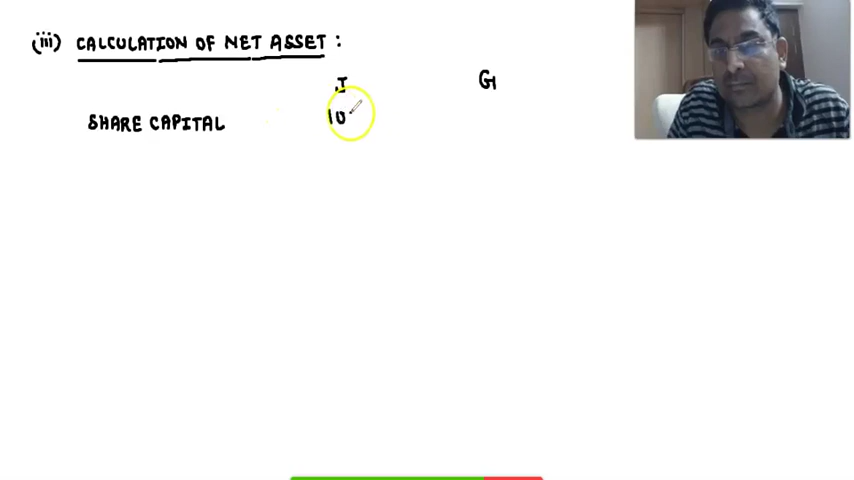 (iii) CALCULATION OF NET ASSET :
J G
SHARE CAPITAL 10